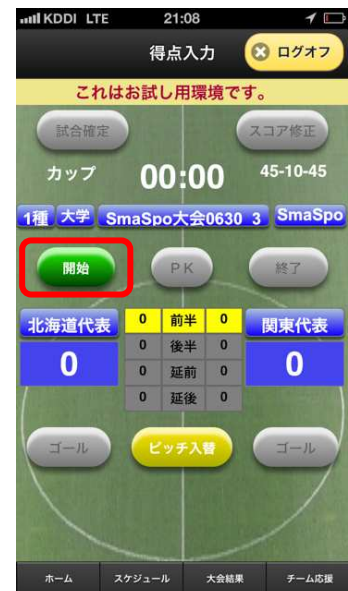 KDDI LTE 21:08
得点入力 ログオフ
これはお試し用環境です。
試合確定 スコア修正
カップ 00:00 45-10-45
1種 大学 SmaSpo大会0630 3 SmaSpo
開始 PK 終了
北海道代表 0 前半 0 関東代表
0 0 後半 0 0
0 延前 0
0 延後 0
ゴール ピッチ入替 ゴール
ホーム スケジュール 大会結果 チーム応援